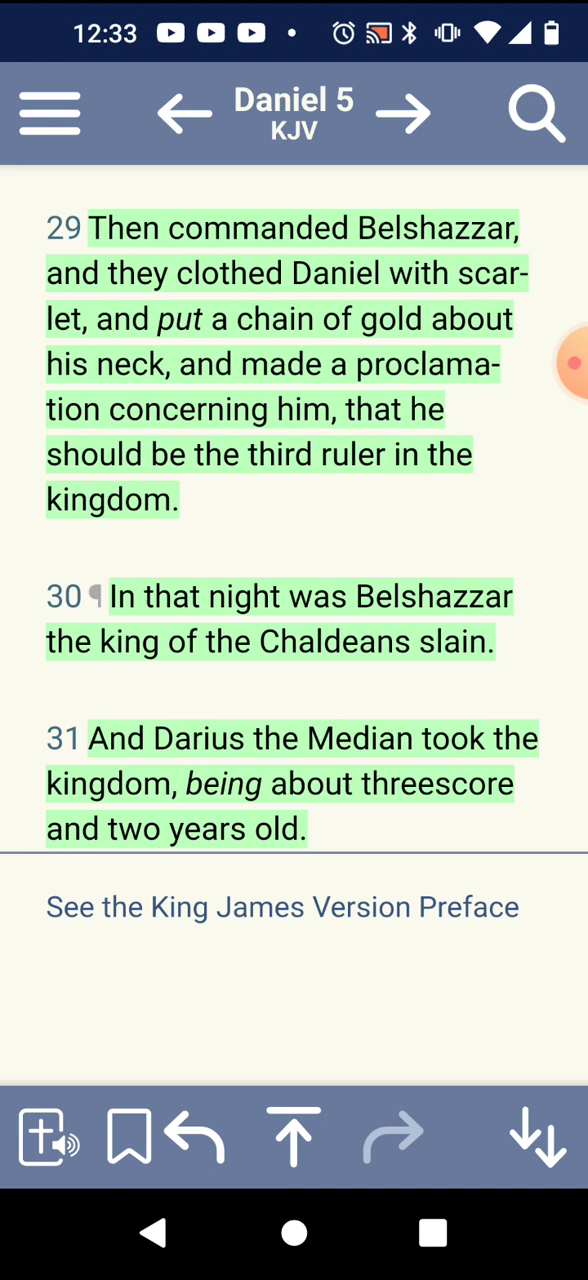 12:33
Daniel 5
KJV
29 Then commanded Belshazzar,
and they clothed Daniel with scar-
let, and put a chain of gold about
his neck, and made a proclama-
tion concerning him, that he
should be the third ruler in the
kingdom.
30 ¶ In that night was Belshazzar
the king of the Chaldeans slain.
31 And Darius the Median took the
kingdom, being about threescore
and two years old.
See the King James Version Preface